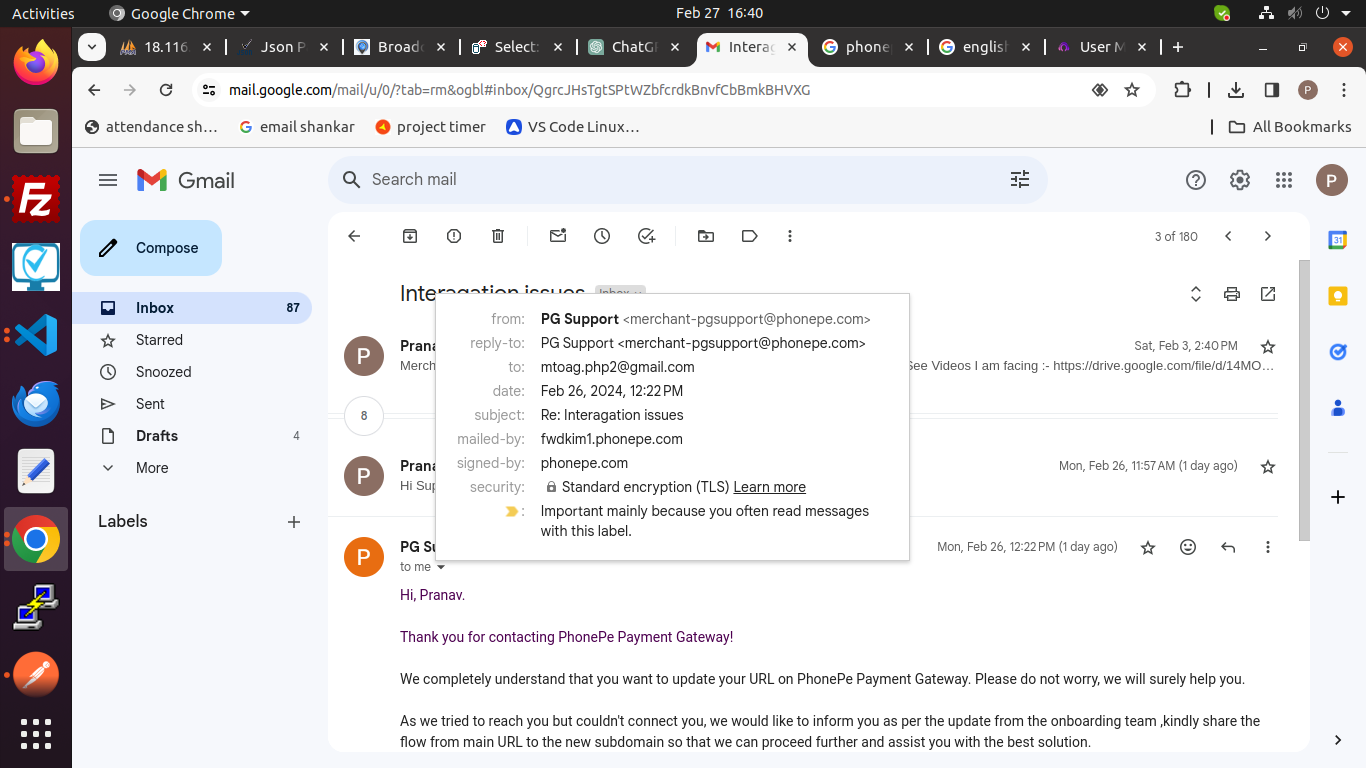 Activities Google Chrome Feb 27 16:40
18.116. Json P Broadc Select2 ChatGP Interag phonep english User M
mail.google.com/mail/u/0/?tab=rm&ogbl#inbox/QgrcJHsTgtSPtWZbfcrdkBnvfCbBmkBHVXG P
attendance sh… email shankar project timer VS Code Linux… All Bookmarks
Gmail Search mail P
Compose
3 of 180
Inbox 87
Starred
Snoozed
Sent
Drafts 4
More
Labels
Interagation issues Inbox
P Prana Sat, Feb 3, 2:40 PM
Merch See Videos I am facing :- https://drive.google.com/file/d/14MO…
8
P Prana Mon, Feb 26, 11:57 AM (1 day ago)
Hi Sup
from: PG Support <merchant-pgsupport@phonepe.com>
reply-to: PG Support <merchant-pgsupport@phonepe.com>
to: mtoag.php2@gmail.com
date: Feb 26, 2024, 12:22 PM
subject: Re: Interagation issues
mailed-by: fwdkim1.phonepe.com
signed-by: phonepe.com
security: Standard encryption (TLS) Learn more
: Important mainly because you often read messages
with this label.
P PG Su Mon, Feb 26, 12:22 PM (1 day ago)
to me
Hi, Pranav.
Thank you for contacting PhonePe Payment Gateway!
We completely understand that you want to update your URL on PhonePe Payment Gateway. Please do not worry, we will surely help you.
As we tried to reach you but couldn't connect you, we would like to inform you as per the update from the onboarding team ,kindly share the
flow from main URL to the new subdomain so that we can proceed further and assist you with the best solution.
Fz
31